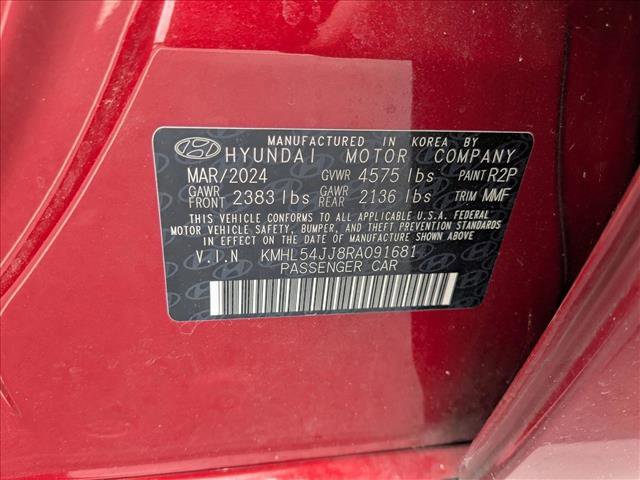 MANUFACTURED IN KOREA BY
HYUNDAI MOTOR COMPANY
MAR/2024 GVWR 4575 lbs PAINT R2P
GAWR FRONT 2383 lbs GAWR REAR 2136 lbs TRIM MMF
THIS VEHICLE CONFORMS TO ALL APPLICABLE U.S.A. FEDERAL
MOTOR VEHICLE SAFETY, BUMPER, AND THEFT PREVENTION STANDARDS
IN EFFECT ON THE DATE OF MANUFACTURE SHOWN ABOVE.
V.I.N KMHL54JJ8RA091681
PASSENGER CAR